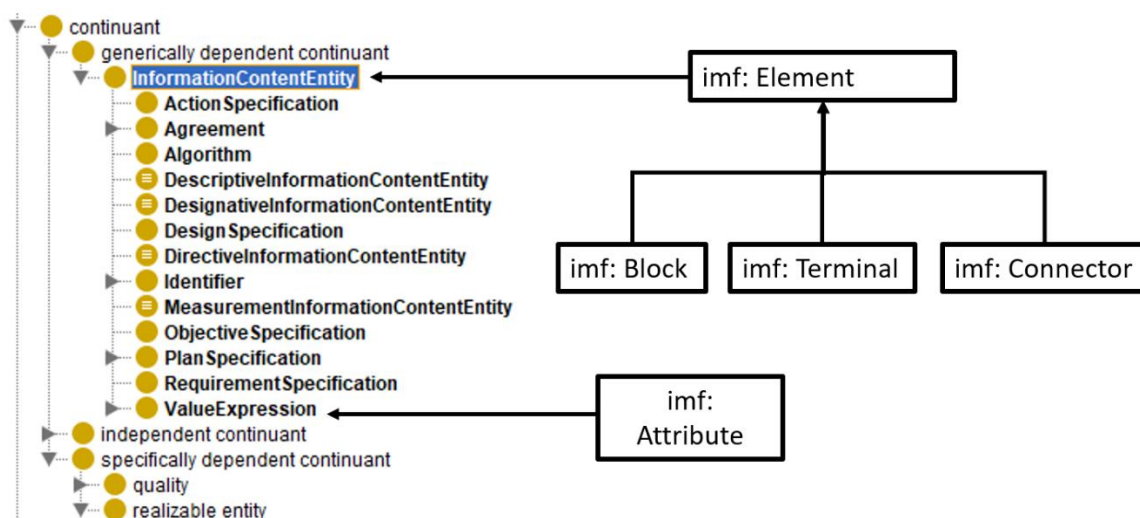 continuant
generically dependent continuant
InformationContentEntity
ActionSpecification
Agreement
Algorithm
DescriptiveInformationContentEntity
DesignativeInformationContentEntity
DesignSpecification
DirectiveInformationContentEntity
Identifier
MeasurementInformationContentEntity
ObjectiveSpecification
PlanSpecification
RequirementSpecification
ValueExpression
independent continuant
specifically dependent continuant
quality
realizable entity
imf: Element
imf: Block
imf: Terminal
imf: Connector
imf:
Attribute